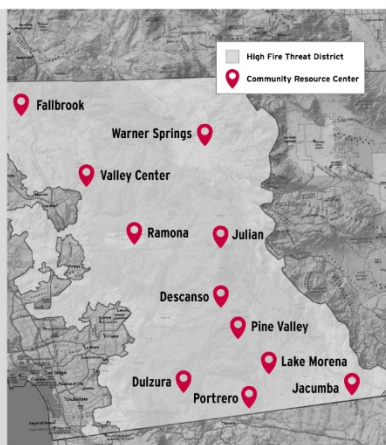 High Fire Threat District
Community Resource Center
Fallbrook
Warner Springs
Valley Center
Ramona
Julian
Descanso
Pine Valley
Lake Morena
Dulzura
Jacumba
Portrero